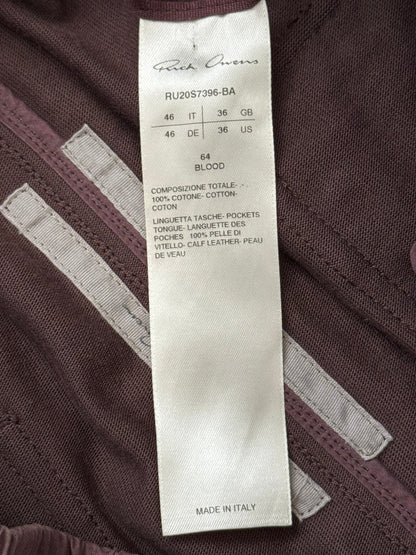 Rick Owens
RU20S7396-BA
46 IT 36 GB
46 DE 36 US
64
BLOOD
COMPOSIZIONE TOTALE- .- .
100% COTONE- COTTON-
COTON
LINGUETTA TASCHE- POCKETS
TONGUE- LANGUETTE DES
POCHES 100% PELLE DI
VITELLO- CALF LEATHER- PEAU
DE VEAU
MADE IN ITALY